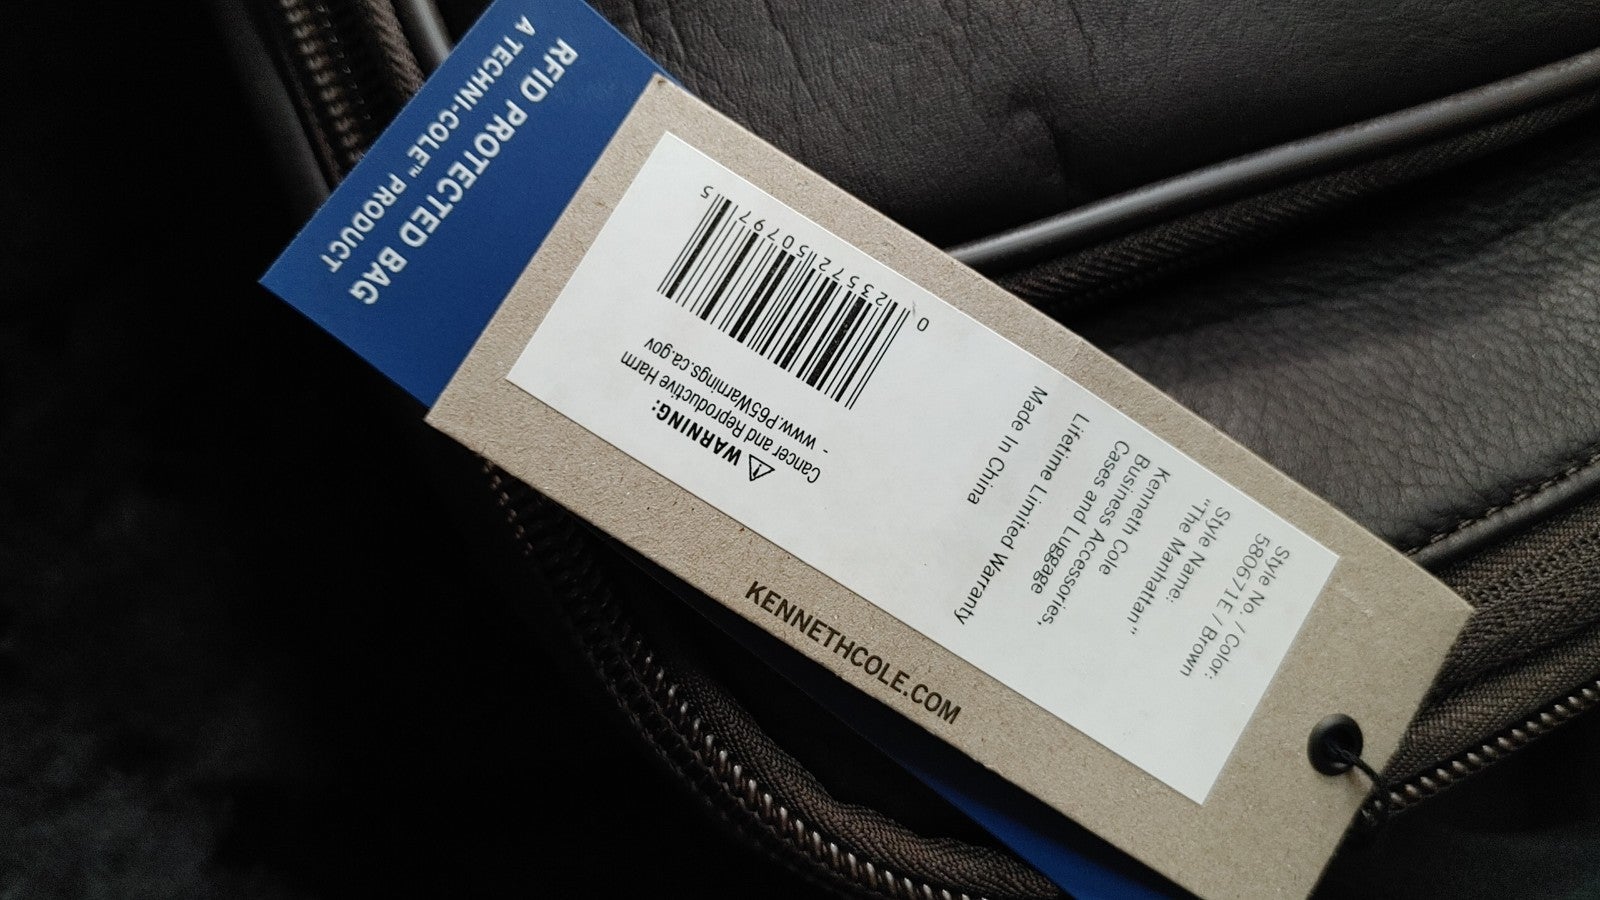 RFID PROTECTED BAG
A TECHNI-COLE™ PRODUCT
Style No. / Color:
580671E / Brown
Style Name:
"The Manhattan"
Kenneth Cole
Business Accessories,
Cases and Luggage
Lifetime Limited Warranty
Made In China
⚠ WARNING:
Cancer and Reproductive Harm
-
www.P65Warnings.ca.gov
0 23572 50797 5
KENNETHCOLE.COM